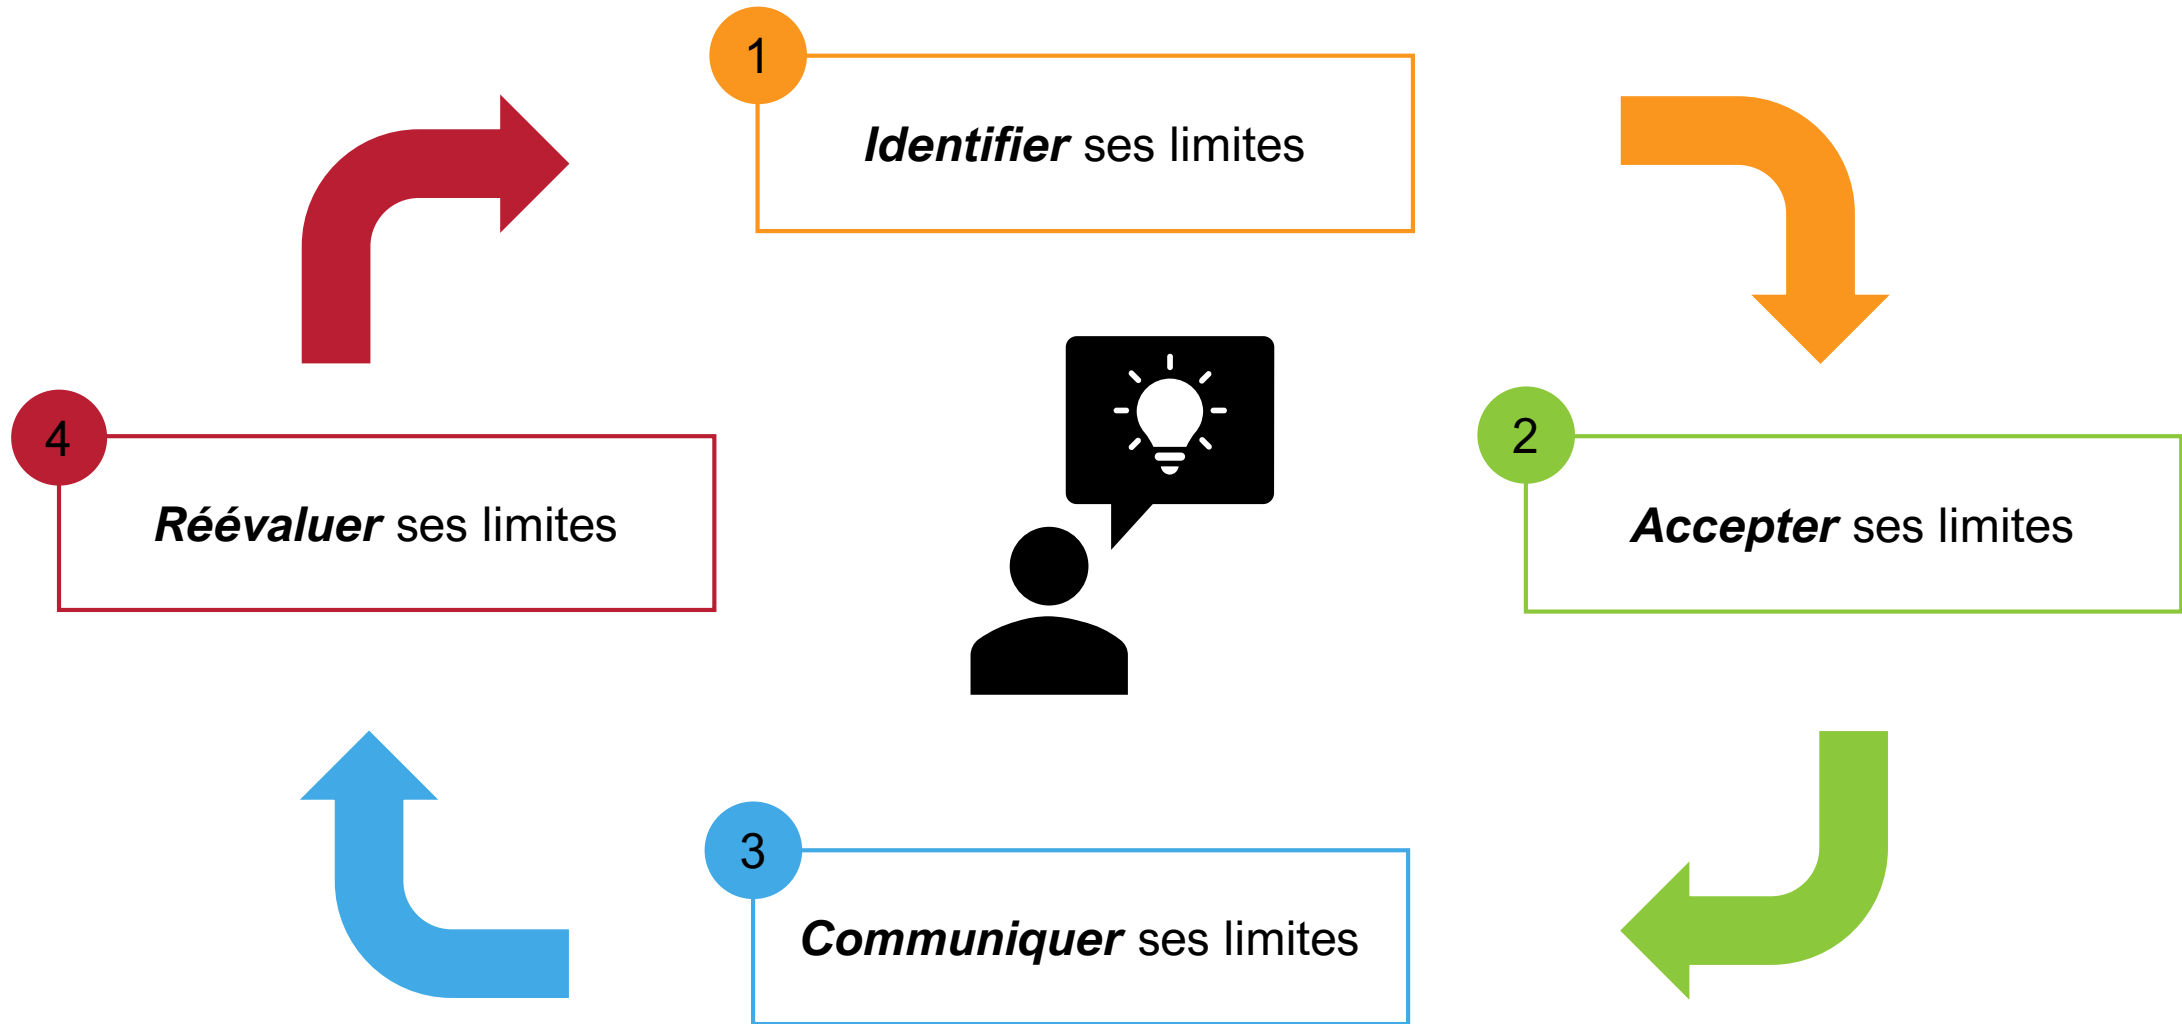 1
Identifier ses limites
2
Accepter ses limites
3
Communiquer ses limites
4
Réévaluer ses limites